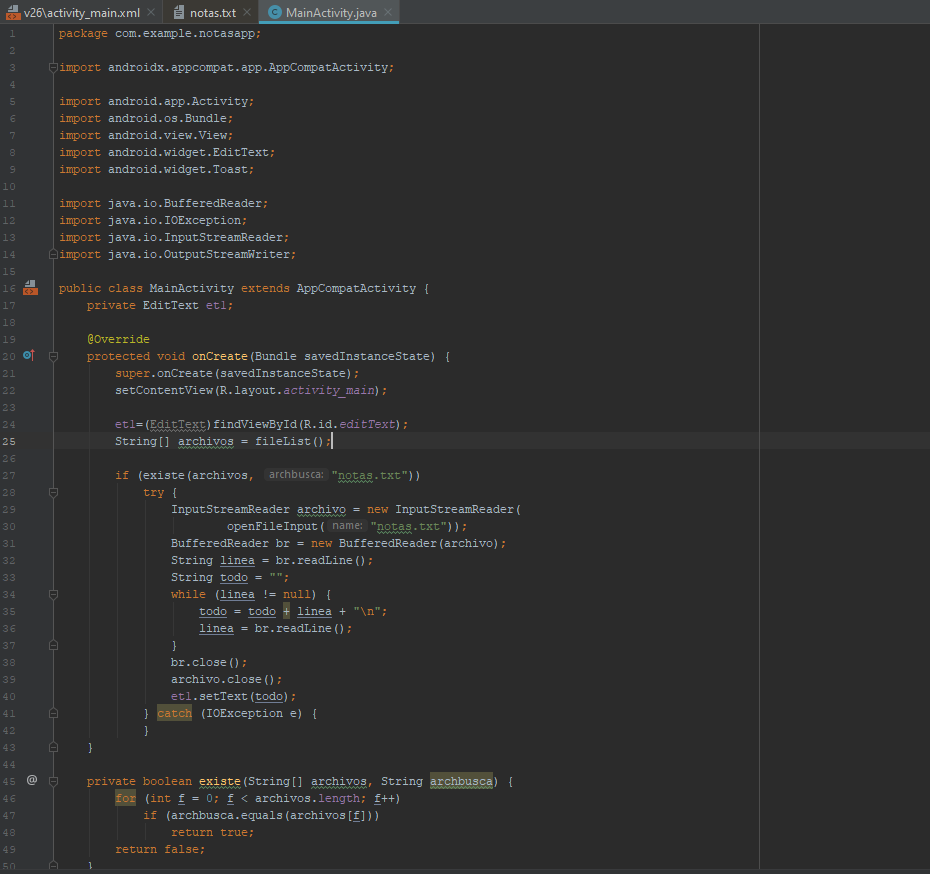 v26\activity_main.xml × notas.txt × MainActivity.java ×
1 package com.example.notasapp;
2
3 import androidx.appcompat.app.AppCompatActivity;
4
5 import android.app.Activity;
6 import android.os.Bundle;
7 import android.view.View;
8 import android.widget.EditText;
9 import android.widget.Toast;
10
11 import java.io.BufferedReader;
12 import java.io.IOException;
13 import java.io.InputStreamReader;
14 import java.io.OutputStreamWriter;
15
16 public class MainActivity extends AppCompatActivity {
17 private EditText et1;
18
19 @Override
20 protected void onCreate(Bundle savedInstanceState) {
21 super.onCreate(savedInstanceState);
22 setContentView(R.layout.activity_main);
23
24 et1=(EditText)findViewById(R.id.editText);
25 String[] archivos = fileList();
26
27 if (existe(archivos, archbusca: "notas.txt"))
28 try {
29 InputStreamReader archivo = new InputStreamReader(
30 openFileInput( name: "notas.txt"));
31 BufferedReader br = new BufferedReader(archivo);
32 String linea = br.readLine();
33 String todo = "";
34 while (linea != null) {
35 todo = todo + linea + "\n";
36 linea = br.readLine();
37 }
38 br.close();
39 archivo.close();
40 et1.setText(todo);
41 } catch (IOException e) {
42 }
43 }
44
45 @ private boolean existe(String[] archivos, String archbusca) {
46 for (int f = 0; f < archivos.length; f++)
47 if (archbusca.equals(archivos[f]))
48 return true;
49 return false;
50 }